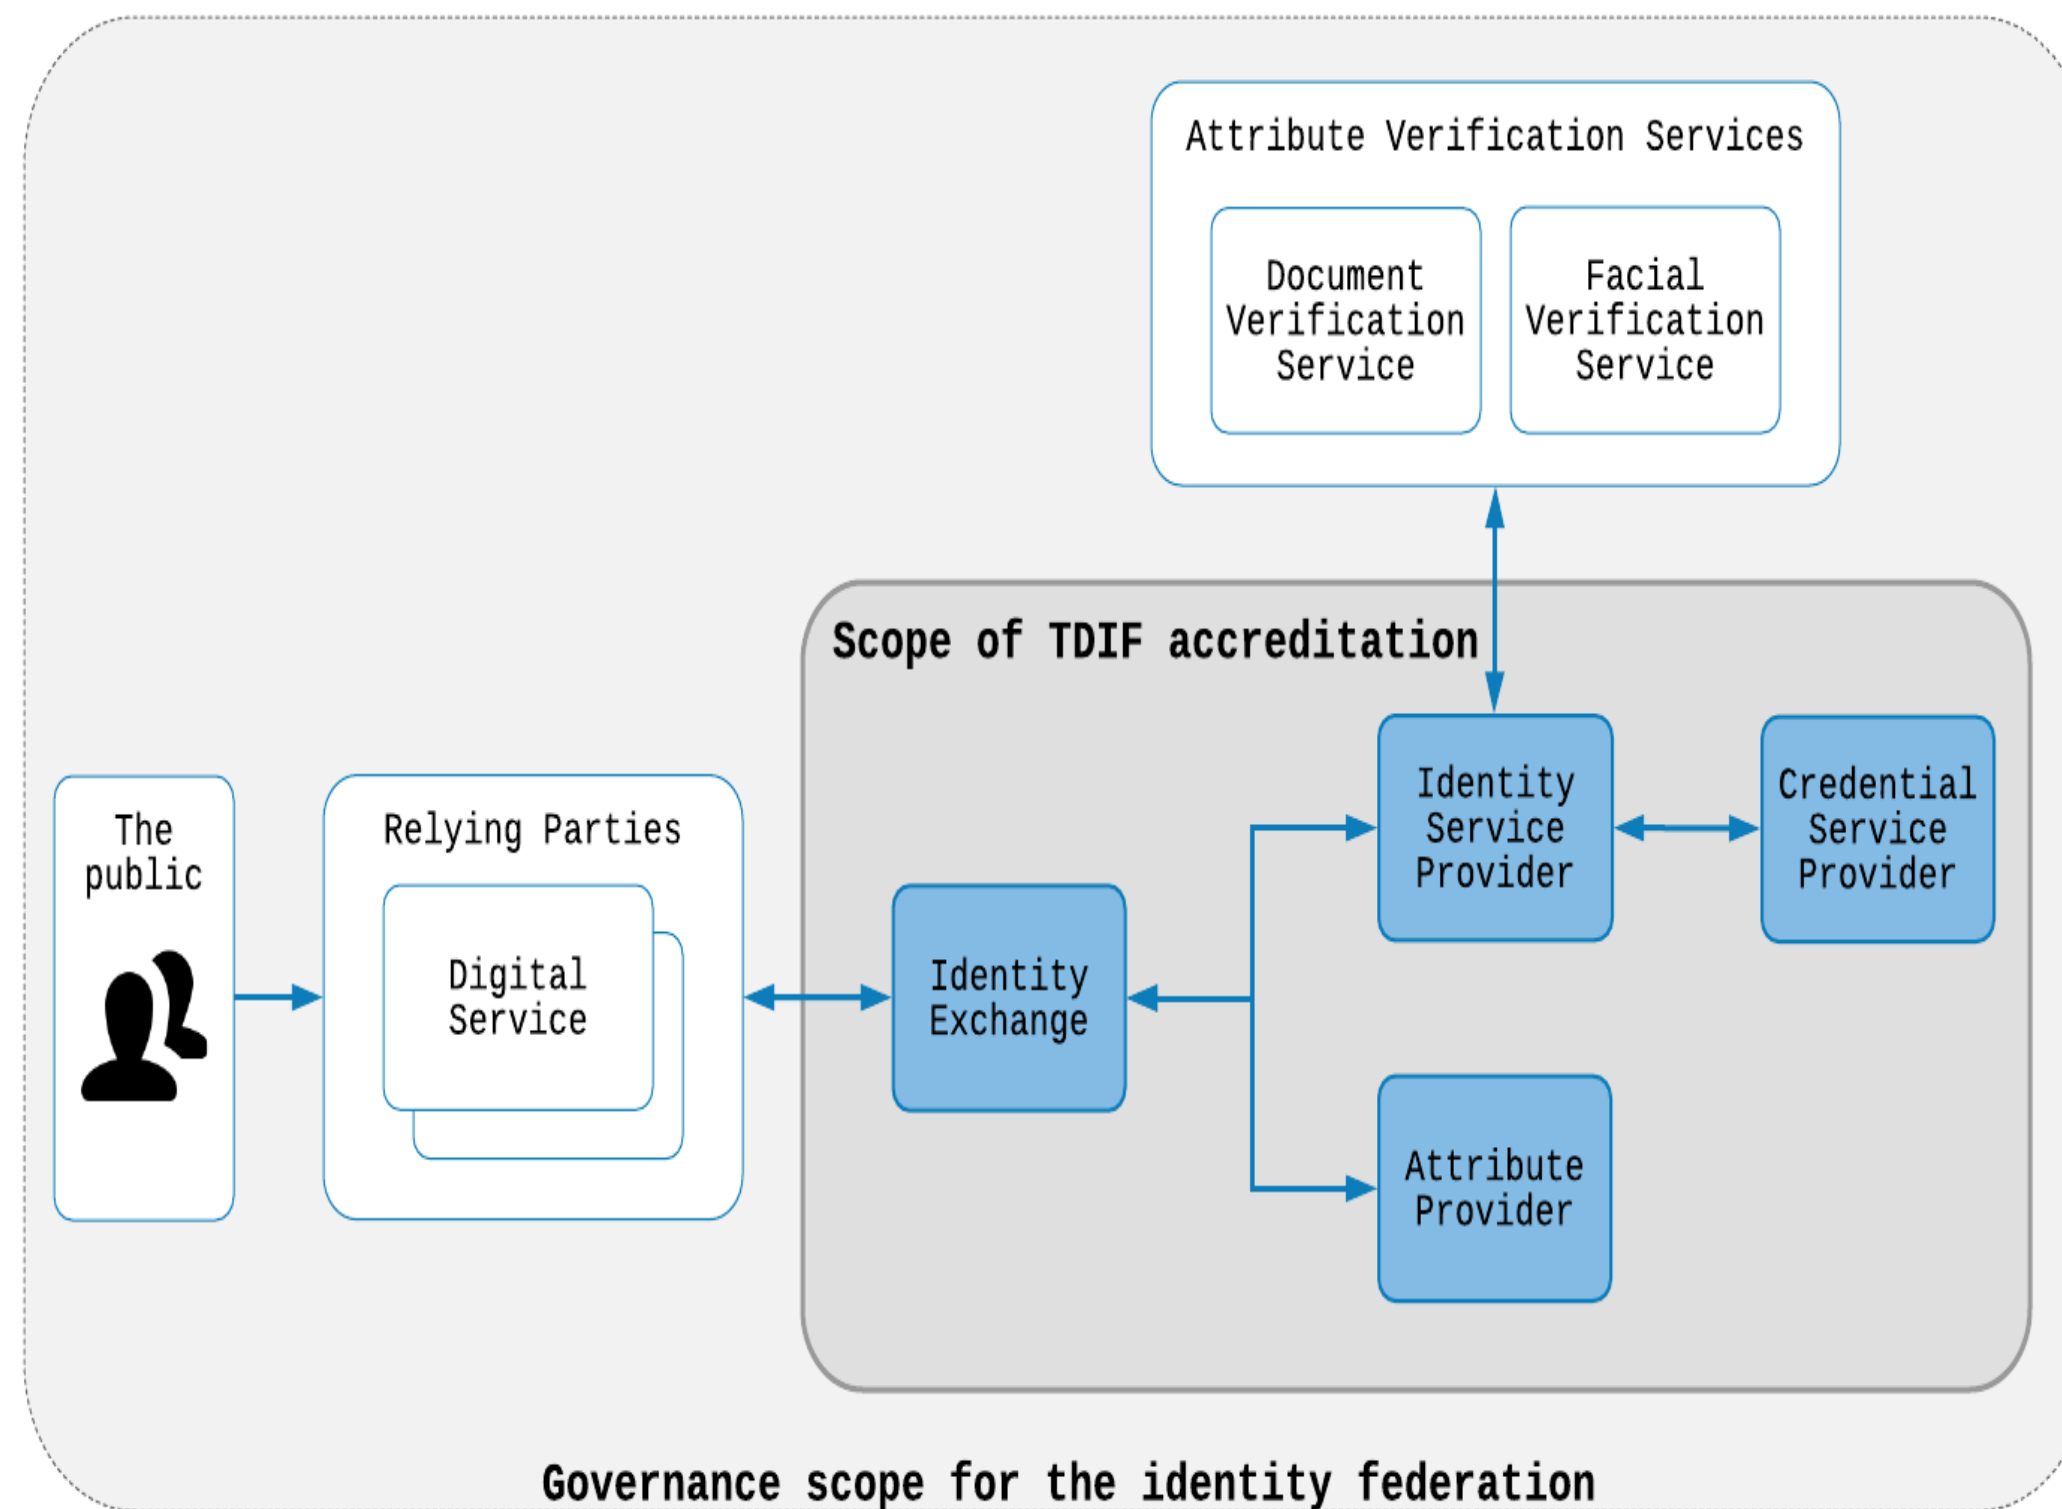 Attribute Verification Services
Document
Verification
Service
Facial
Verification
Service
Scope of TDIF accreditation
The
public
Relying Parties
Digital
Service
Identity
Exchange
Identity
Service
Provider
Credential
Service
Provider
Attribute
Provider
Governance scope for the identity federation